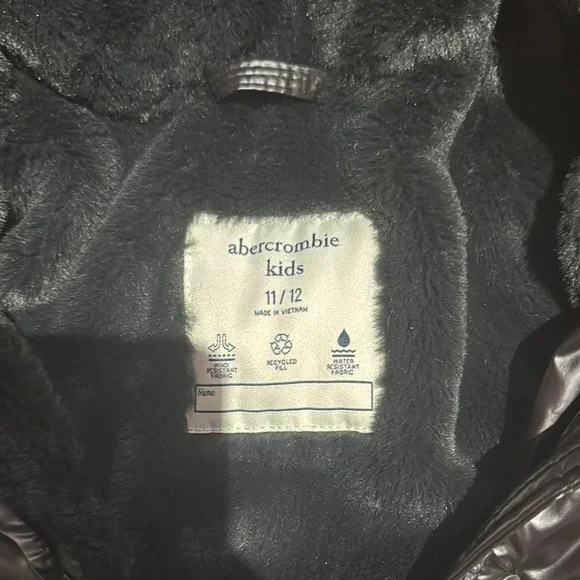 abercrombie
kids
11/12
MADE IN VIETNAM
WIND
RESISTANT
FABRIC
RECYCLED
FILL
WATER
RESISTANT
FABRIC
Name